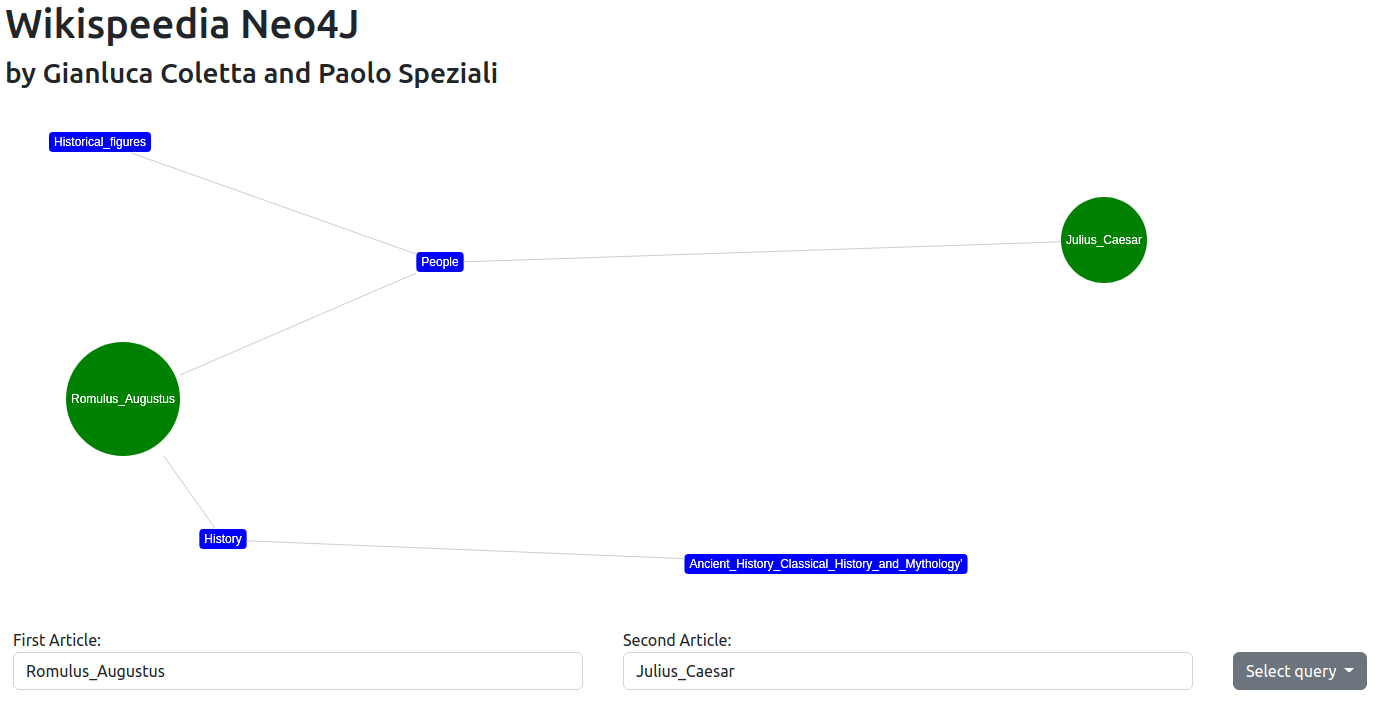 Wikispeedia Neo4J
by Gianluca Coletta and Paolo Speziali
Historical_figures
Julius_Caesar
People
Romulus_Augustus
History
Ancient_History_Classical_History_and_Mythology'
First Article:
Second Article:
Romulus_Augustus
Julius_Caesar
Select query